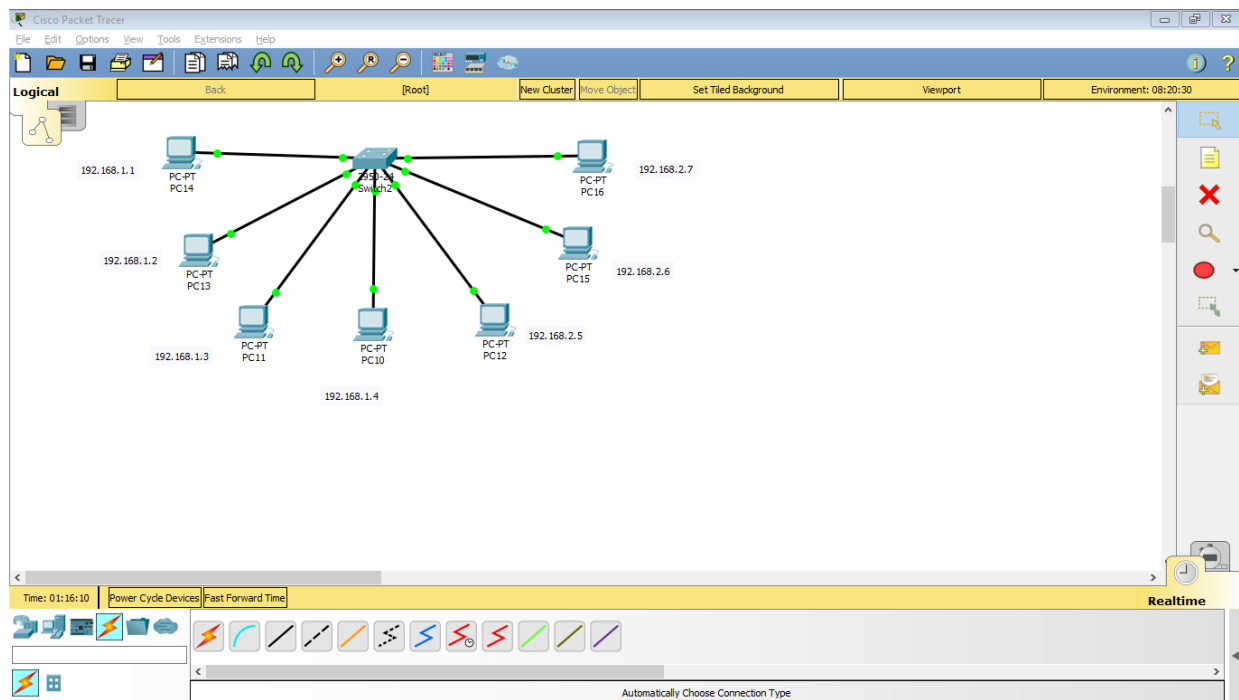 Cisco Packet Tracer
File Edit Options View Tools Extensions Help
Logical
Back
[Root]
New Cluster
Move Object
Set Tiled Background
Viewport
Environment: 08:20:30
192.168.1.1
PC-PT
PC14
2950-24
Switch2
PC-PT
PC16
192.168.2.7
192.168.1.2
PC-PT
PC13
PC-PT
PC15
192.168.2.6
192.168.1.3
PC-PT
PC11
PC-PT
PC10
PC-PT
PC12
192.168.2.5
192.168.1.4
Time: 01:16:10
Power Cycle Devices
Fast Forward Time
Realtime
Automatically Choose Connection Type